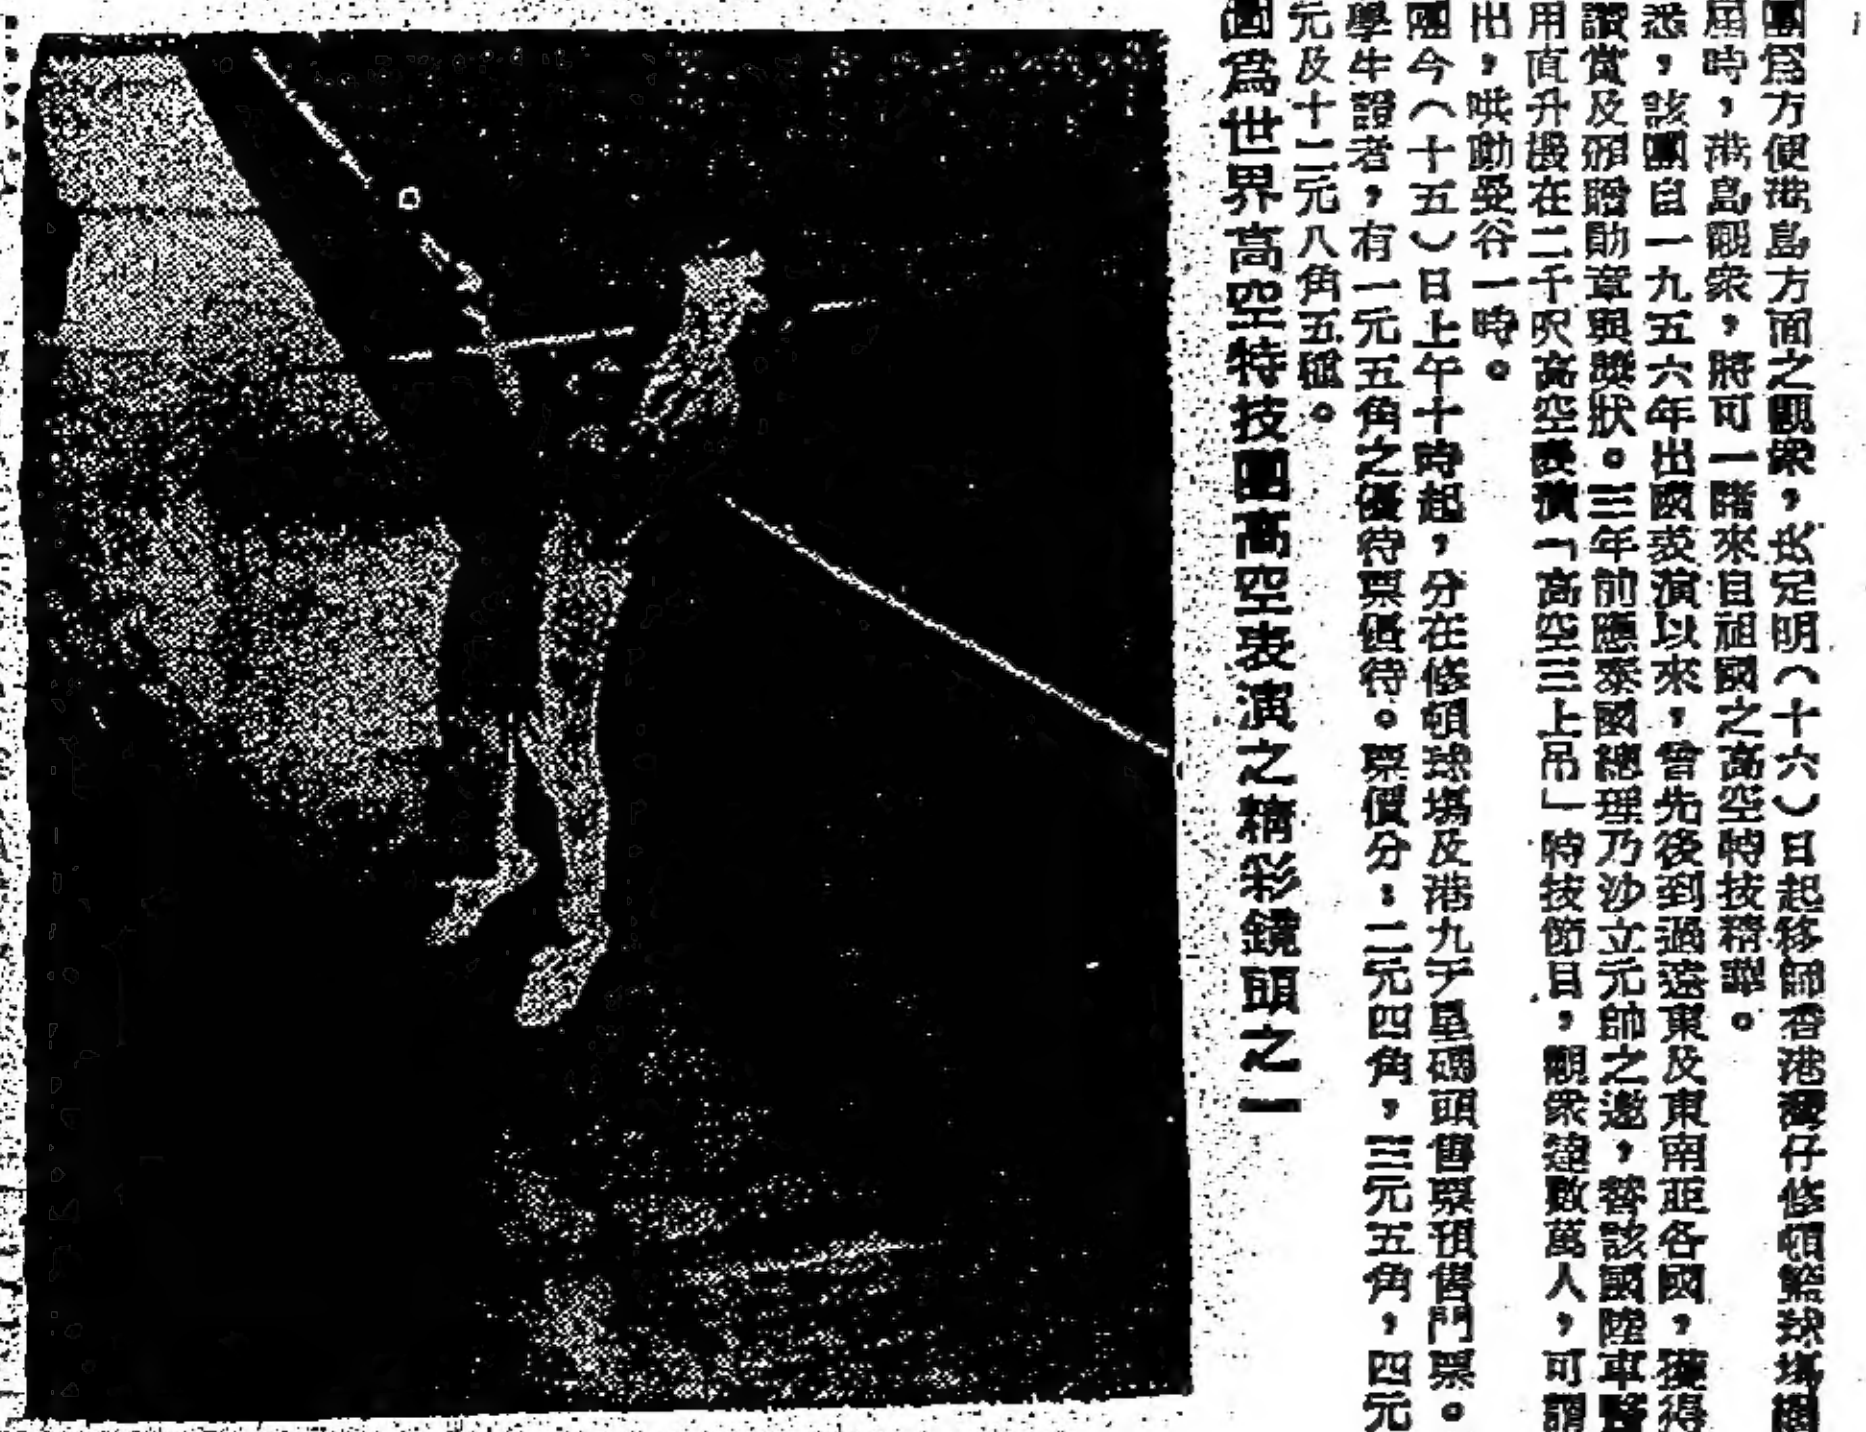 團爲方便港島方面之觀衆，決定明（十六）日起移師香港灣仔修頓籃球塲
屆時，港島觀衆，將可一睹來自祖國之高空特技精
悉，該團自一九五六年出國表演以來，曾先後到過遠東及東南亞各國，獲得
讚賞及頒贈勛章與奬狀。三年前應泰國總理乃沙立元帥之邀，替該國陸軍
用直升機在二千呎高空表演「高空三上吊」特技節目，觀衆達數萬人，可謂
出，哄動曼谷一時。
團今（十五）日上午十時起，分在修頓球塲及港九天星碼頭售票預售門票。
學生證者，有一元五角之優待票優待。票價分：二元四角，三元五角，四元
元及十二元八角五種。
圖爲世界高空特技團高空表演之精彩鏡頭之一